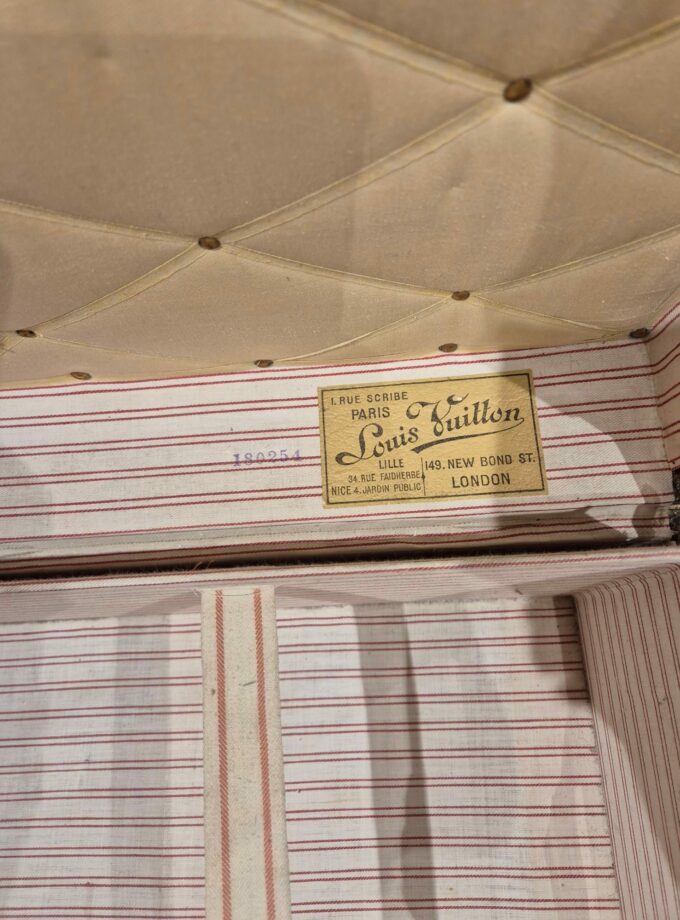 1. RUE SCRIBE
PARIS
Louis Vuitton
LILLE
34. RUE FAIDHERBE
NICE 4. JARDIN PUBLIC
149. NEW BOND ST.
LONDON
180254